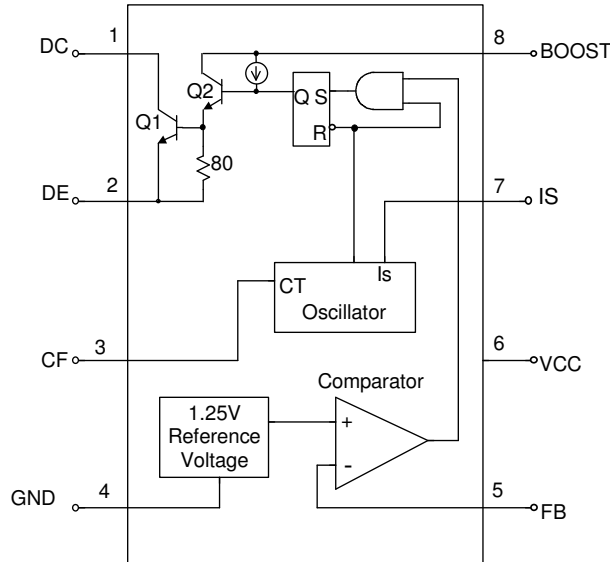 DC
1
8
BOOST
Q2
Q S
Q1
R
80
DE
2
7
IS
CT
Is
Oscillator
CF
3
6
VCC
Comparator
1.25V
Reference
Voltage
+
-
GND
4
5
FB